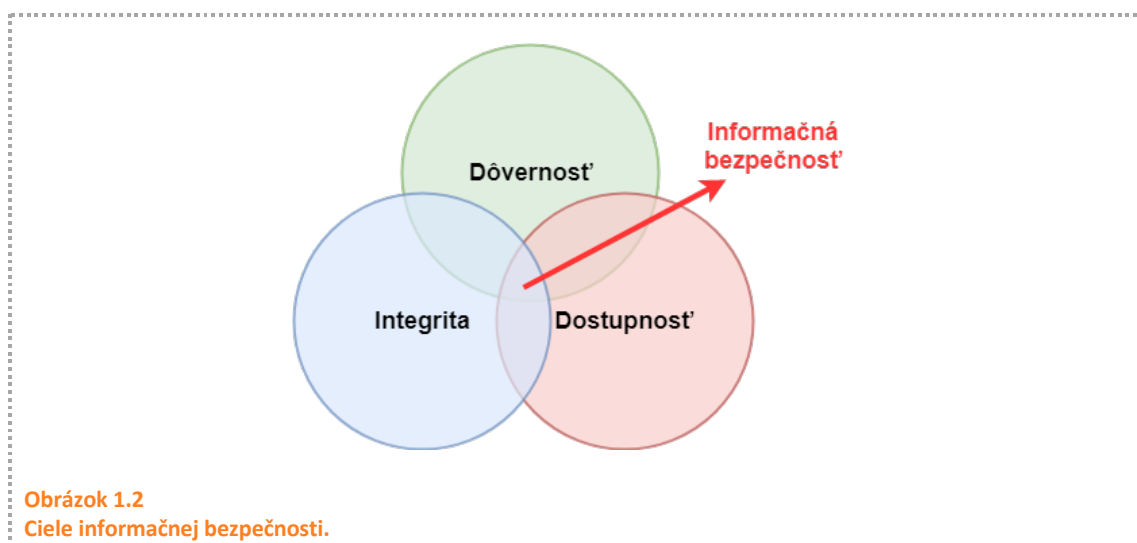 Informačná
bezpečnosť
Dôvernosť
Integrita
Dostupnosť
Obrázok 1.2
Ciele informačnej bezpečnosti.